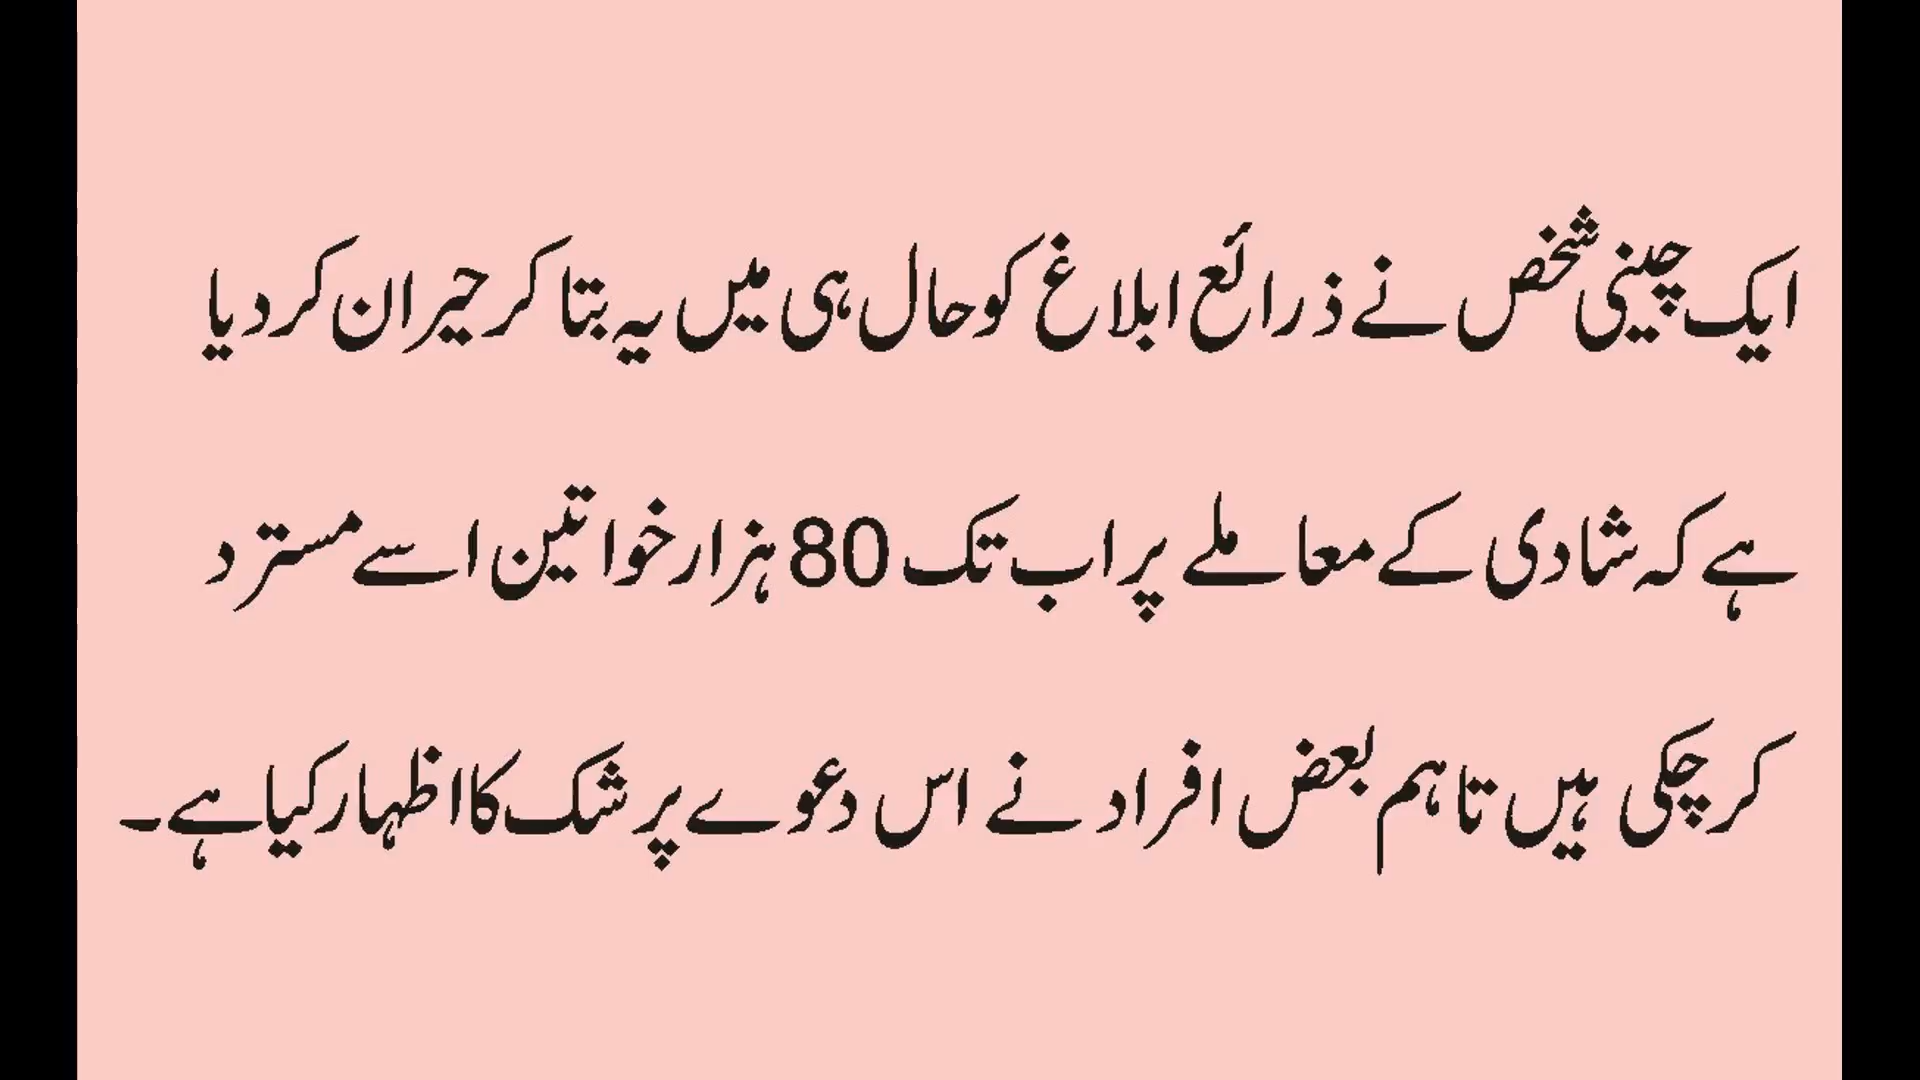 ایک چینی شخص نے ذرائع ابلاغ کو حال ہی میں یہ بتا کر حیران کر دیا
ہے کہ شادی کے معاملے پر اب تک 80 ہزار خواتین اسے مسترد
کر چکی ہیں تاہم بعض افراد نے اس دعوے پر شک کا اظہار کیا ہے۔